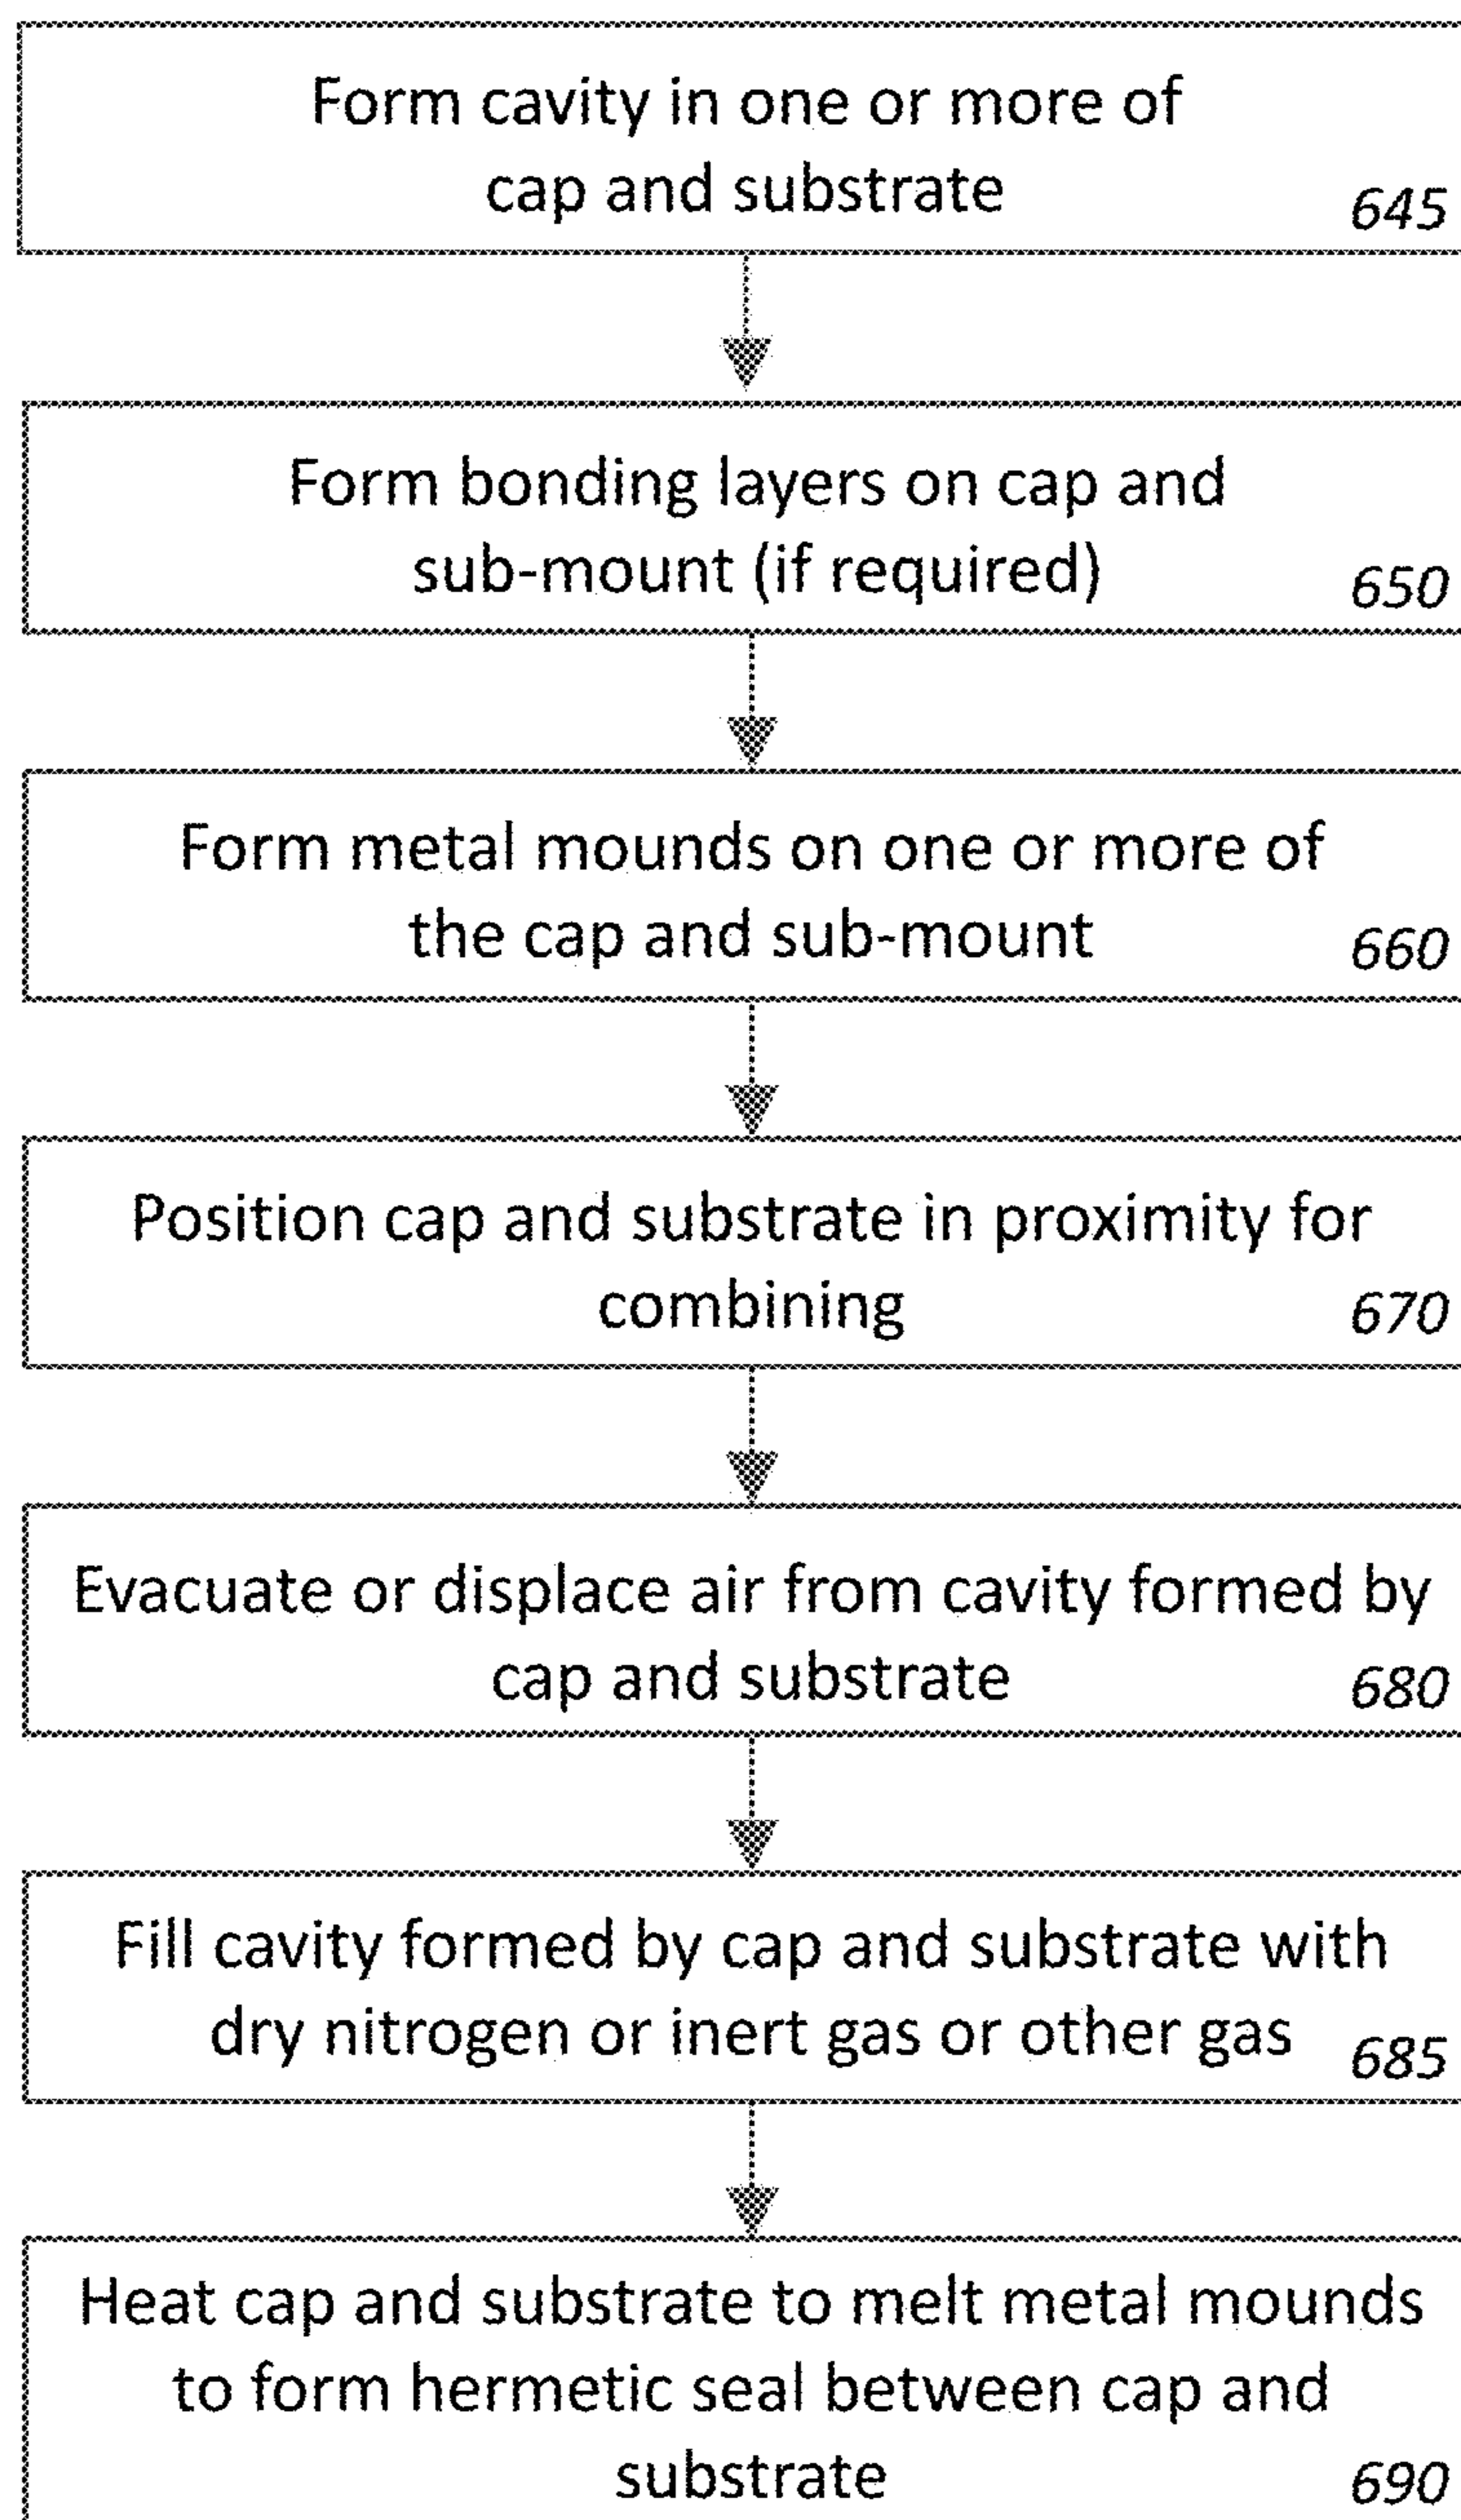 Form cavity in one or more of
cap and substrate
645
Form bonding layers on cap and
sub-mount (if required)
650
Form metal mounds on one or more of
the cap and sub-mount
660
Position cap and substrate in proximity for
combining
670
Evacuate or displace air from cavity formed by
cap and substrate
680
Fill cavity formed by cap and substrate with
dry nitrogen or inert gas or other gas
685
Heat cap and substrate to melt metal mounds
to form hermetic seal between cap and
substrate
690